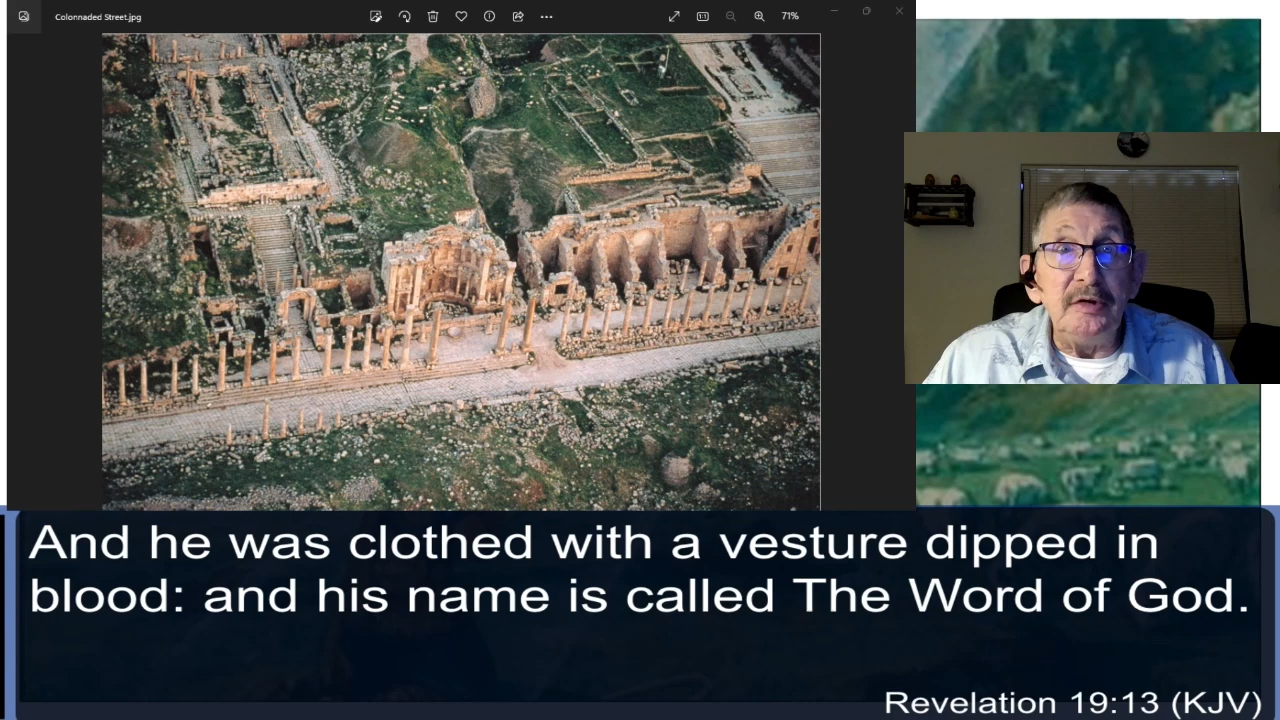 Colonnaded Street.jpg
71%
And he was clothed with a vesture dipped in
blood: and his name is called The Word of God.
Revelation 19:13 (KJV)